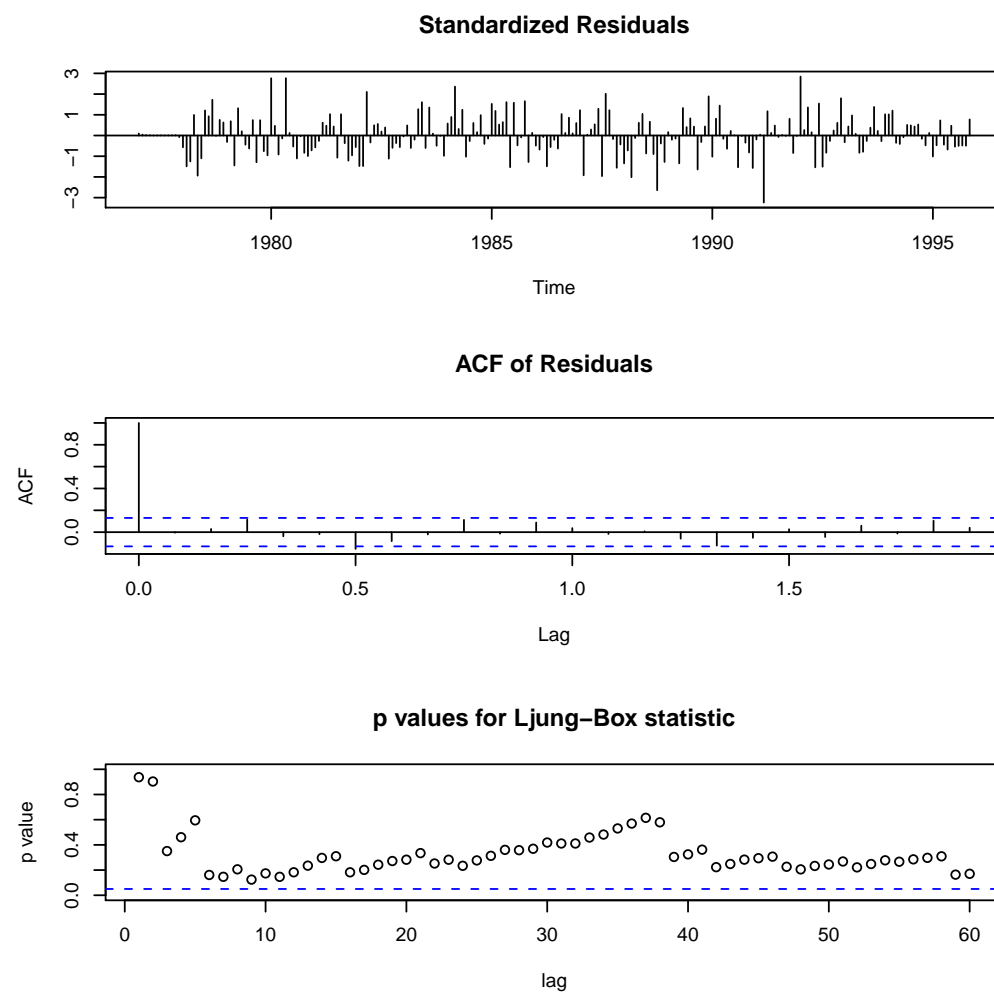 Standardized Residuals
3
1
−1
−3
1980 1985 1990 1995
Time
ACF of Residuals
ACF
0.8
0.4
0.0
0.0 0.5 1.0 1.5
Lag
p values for Ljung−Box statistic
p value
0.8
0.4
0.0
0 10 20 30 40 50 60
lag